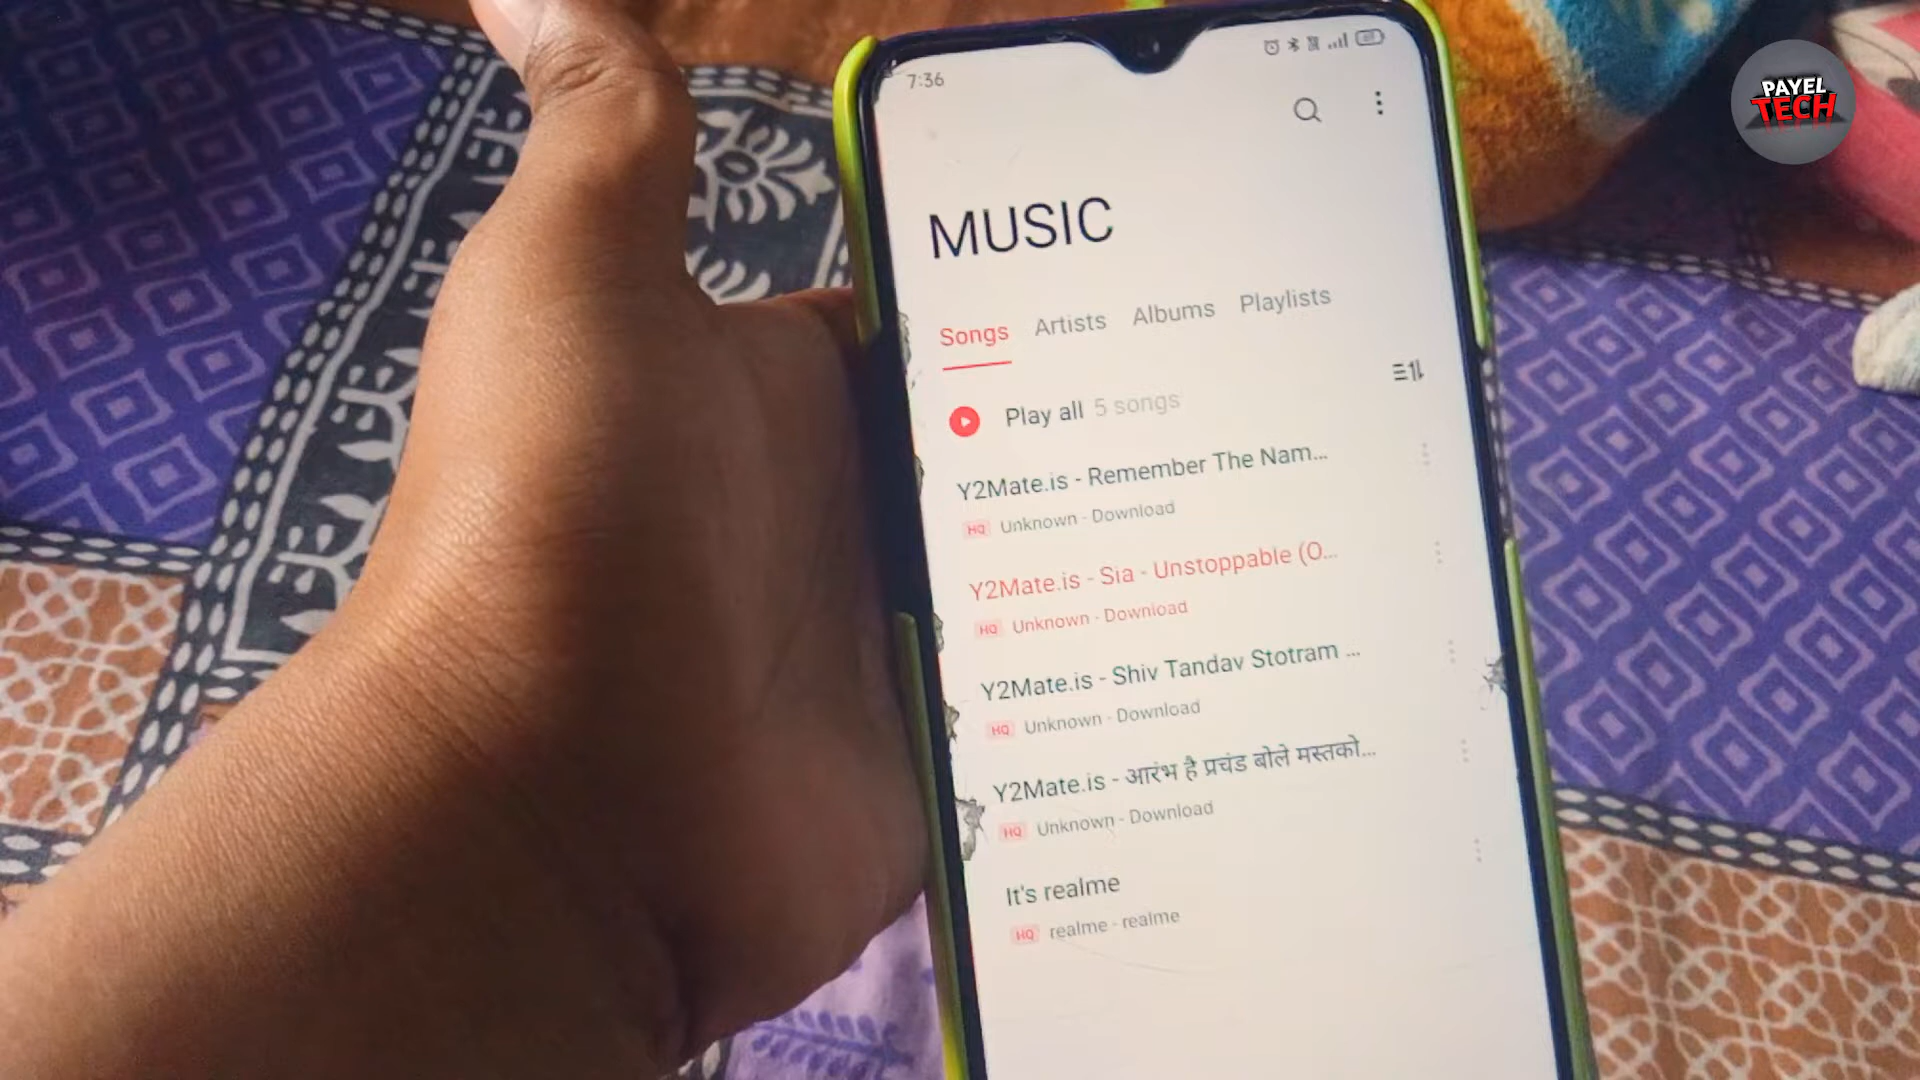 PAYEL
TECH
7:36
MUSIC
Songs Artists Albums Playlists
Play all 5 songs
Y2Mate.is - Remember The Nam...
HQ Unknown - Download
Y2Mate.is - Sia - Unstoppable (O...
HQ Unknown - Download
Y2Mate.is - Shiv Tandav Stotram ...
HQ Unknown - Download
Y2Mate.is - आरंभ है प्रचंड बोले मस्तको...
HQ Unknown - Download
It's realme
HQ realme - realme